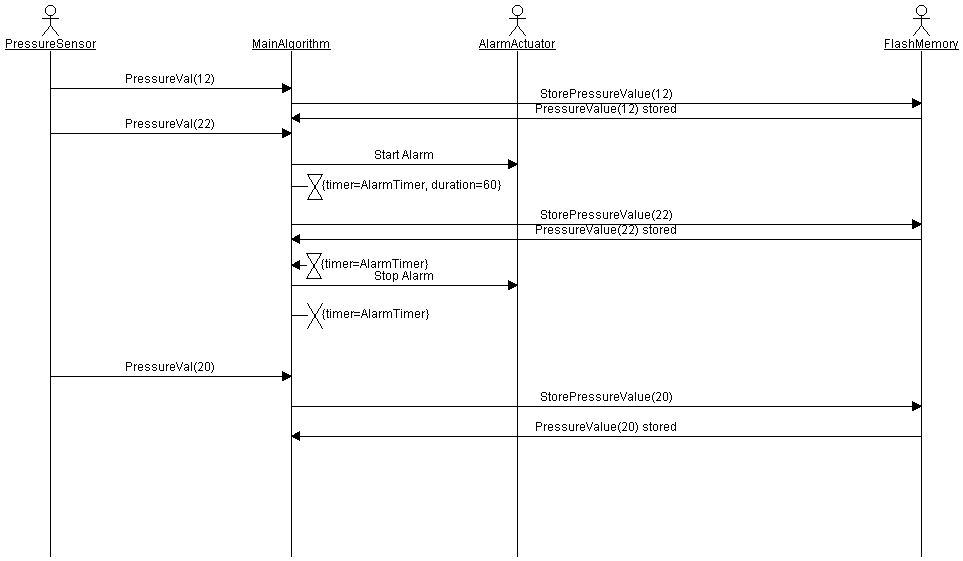 PressureSensor
MainAlgorithm
AlarmActuator
FlashMemory
PressureVal(12)
StorePressureValue(12)
PressureValue(12) stored
PressureVal(22)
Start Alarm
{timer=AlarmTimer, duration=60}
StorePressureValue(22)
PressureValue(22) stored
{timer=AlarmTimer}
Stop Alarm
{timer=AlarmTimer}
PressureVal(20)
StorePressureValue(20)
PressureValue(20) stored